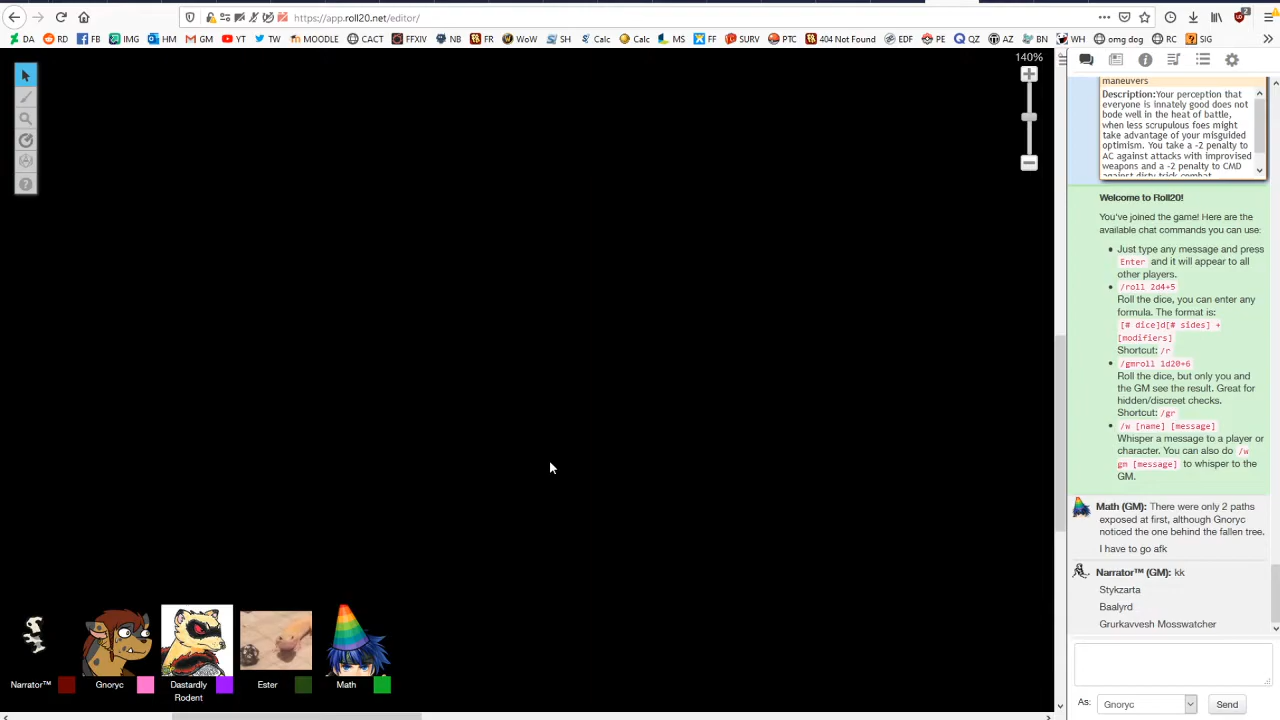 https://app.roll20.net/editor/
DA RD FB IMG GM YT TW MOODLE CACT FFXIV NB FR WoW SH Calc Calc MS FF SURV PTC 404 Not Found EDF PE QZ AZ BN WH omg dog RC SIG
2
140%
maneuvers
Description:Your perception that
everyone is innately good does not
bode well in the heat of battle,
when less scrupulous foes might
take advantage of your misguided
optimism. You take a -2 penalty to
AC against attacks with improvised
weapons and a -2 penalty to CMD
against dirty trick combat
Welcome to Roll20!
You've joined the game! Here are the
available chat commands you can use:
Just type any message and press
Enter and it will appear to all
other players.
/roll 2d4+5
Roll the dice, you can enter any
formula. The format is:
[# dice]d[# sides] +
[modifiers]
Shortcut: /r
/gmroll 1d20+6
Roll the dice, but only you and
the GM see the result. Great for
hidden/discreet checks.
Shortcut: /gr
/w [name] [message]
Whisper a message to a player or
character. You can also do /w
gm [message] to whisper to the
GM.
Math (GM): There were only 2 paths
exposed at first, although Gnoryc
noticed the one behind the fallen tree.
I have to go afk
Narrator™ (GM): kk
Stykzarta
Baalyrd
Grurkavvesh Mosswatcher
Narrator™
Gnoryc
Dastardly
Rodent
Ester
Math
As: Gnoryc Send